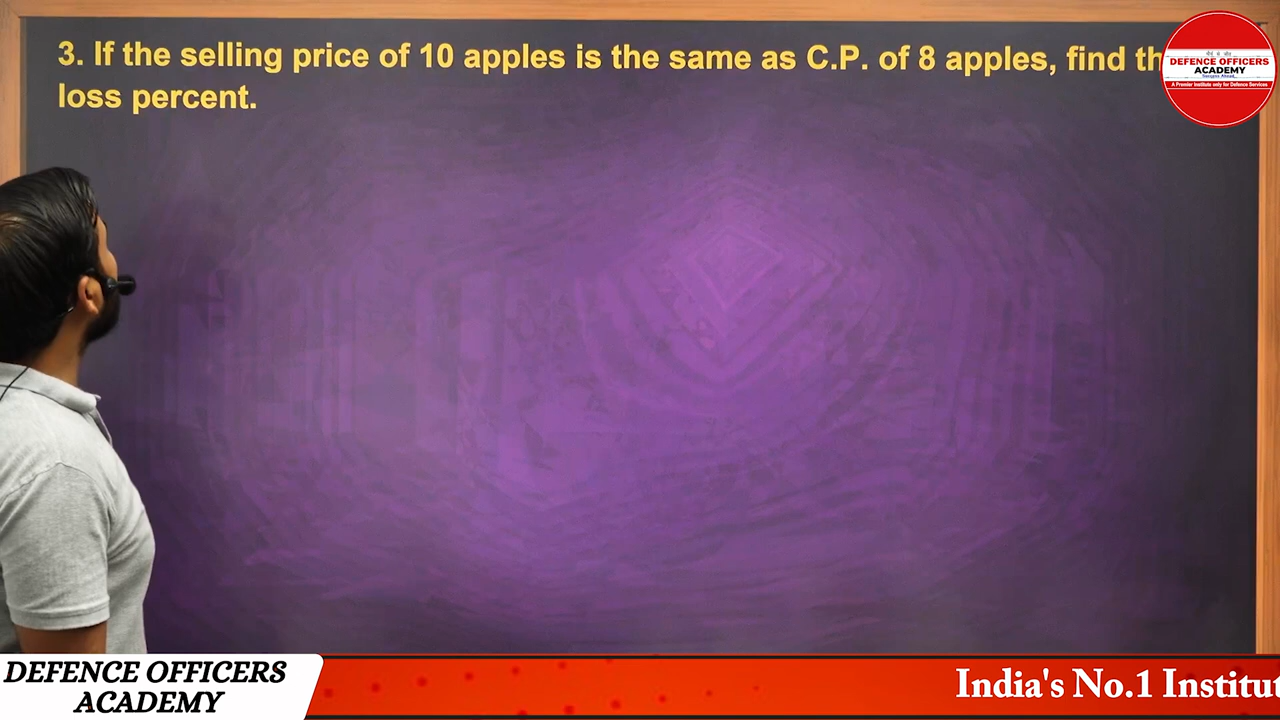 3. If the selling price of 10 apples is the same as C.P. of 8 apples, find th
loss percent.
DEFENCE OFFICERS
ACADEMY
A Premier Institute only for Defence Services
DEFENCE OFFICERS
ACADEMY
India's No.1 Institut